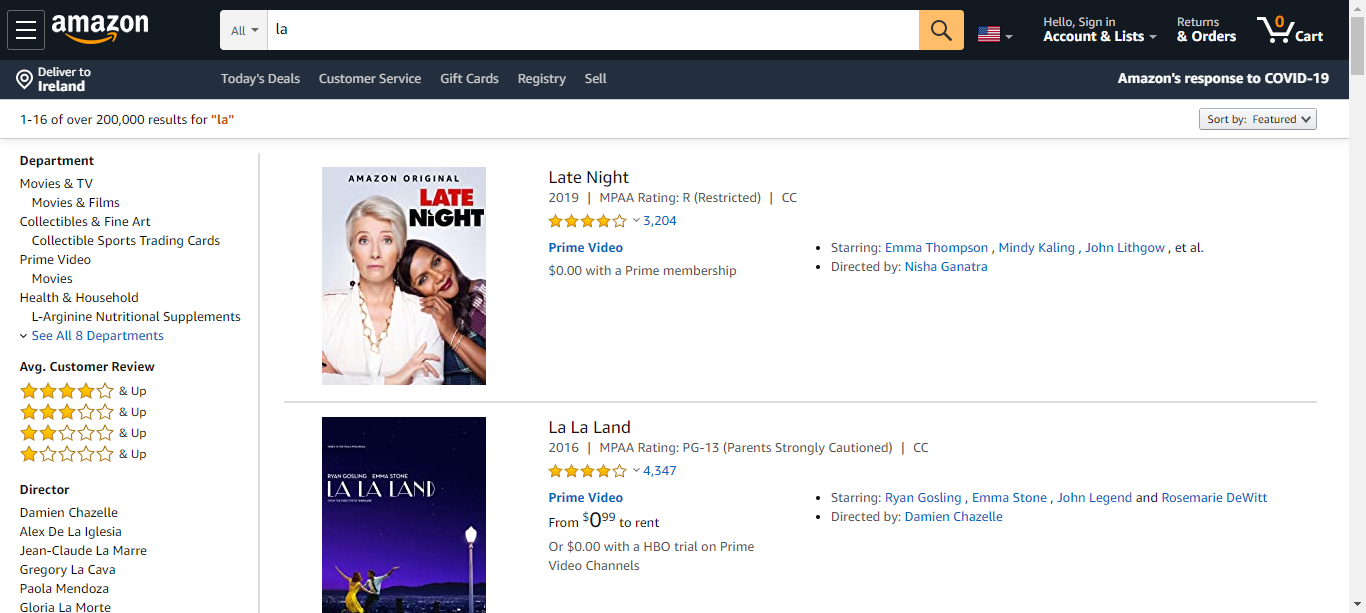 amazon
All
la
Hello, Sign in
Account & Lists
Returns
& Orders
0
Cart
Deliver to
Ireland
Today's Deals
Customer Service
Gift Cards
Registry
Sell
Amazon's response to COVID-19
1-16 of over 200,000 results for "la"
Sort by: Featured
Department
Movies & TV
Movies & Films
Collectibles & Fine Art
Collectible Sports Trading Cards
Prime Video
Movies
Health & Household
L-Arginine Nutritional Supplements
See All 8 Departments
Avg. Customer Review
& Up
& Up
& Up
& Up
Director
Damien Chazelle
Alex De La Iglesia
Jean-Claude La Marre
Gregory La Cava
Paola Mendoza
Gloria La Morte
AMAZON ORIGINAL
LATE
NIGHT
Late Night
2019 | MPAA Rating: R (Restricted) | CC
3,204
Prime Video
$0.00 with a Prime membership
Starring: Emma Thompson , Mindy Kaling , John Lithgow , et al.
Directed by: Nisha Ganatra
RYAN GOSLING EMMA STONE
LA LA LAND
La La Land
2016 | MPAA Rating: PG-13 (Parents Strongly Cautioned) | CC
4,347
Prime Video
From $0.99 to rent
Or $0.00 with a HBO trial on Prime
Video Channels
Starring: Ryan Gosling , Emma Stone , John Legend and Rosemarie DeWitt
Directed by: Damien Chazelle